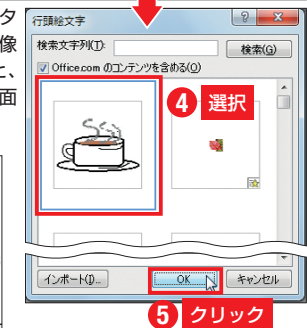 タ
像
と、
面
行頭絵文字
検索文字列(T):
検索(G)
Office.com のコンテンツを含める(O)
4 選択
インポート(I)...
OK
キャンセル
5 クリック